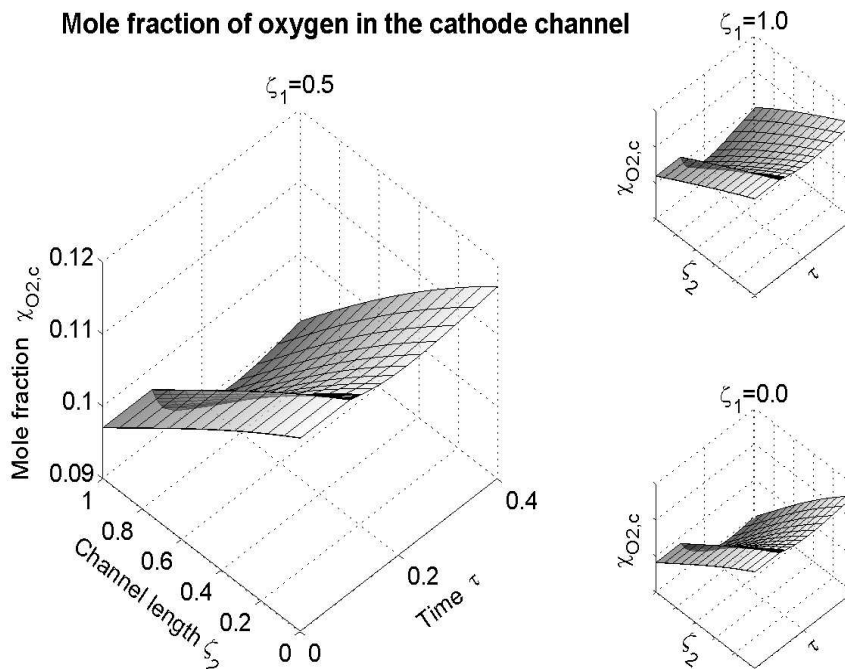 Mole fraction of oxygen in the cathode channel
ζ1=0.5
Mole fraction χO2,c
0.12
0.11
0.1
0.09
1
0.8
0.6
0.4
0.2
0
Channel length ζ2
0
0.2
0.4
Time τ
ζ1=1.0
χO2,c
ζ2
τ
ζ1=0.0
χO2,c
ζ2
τ